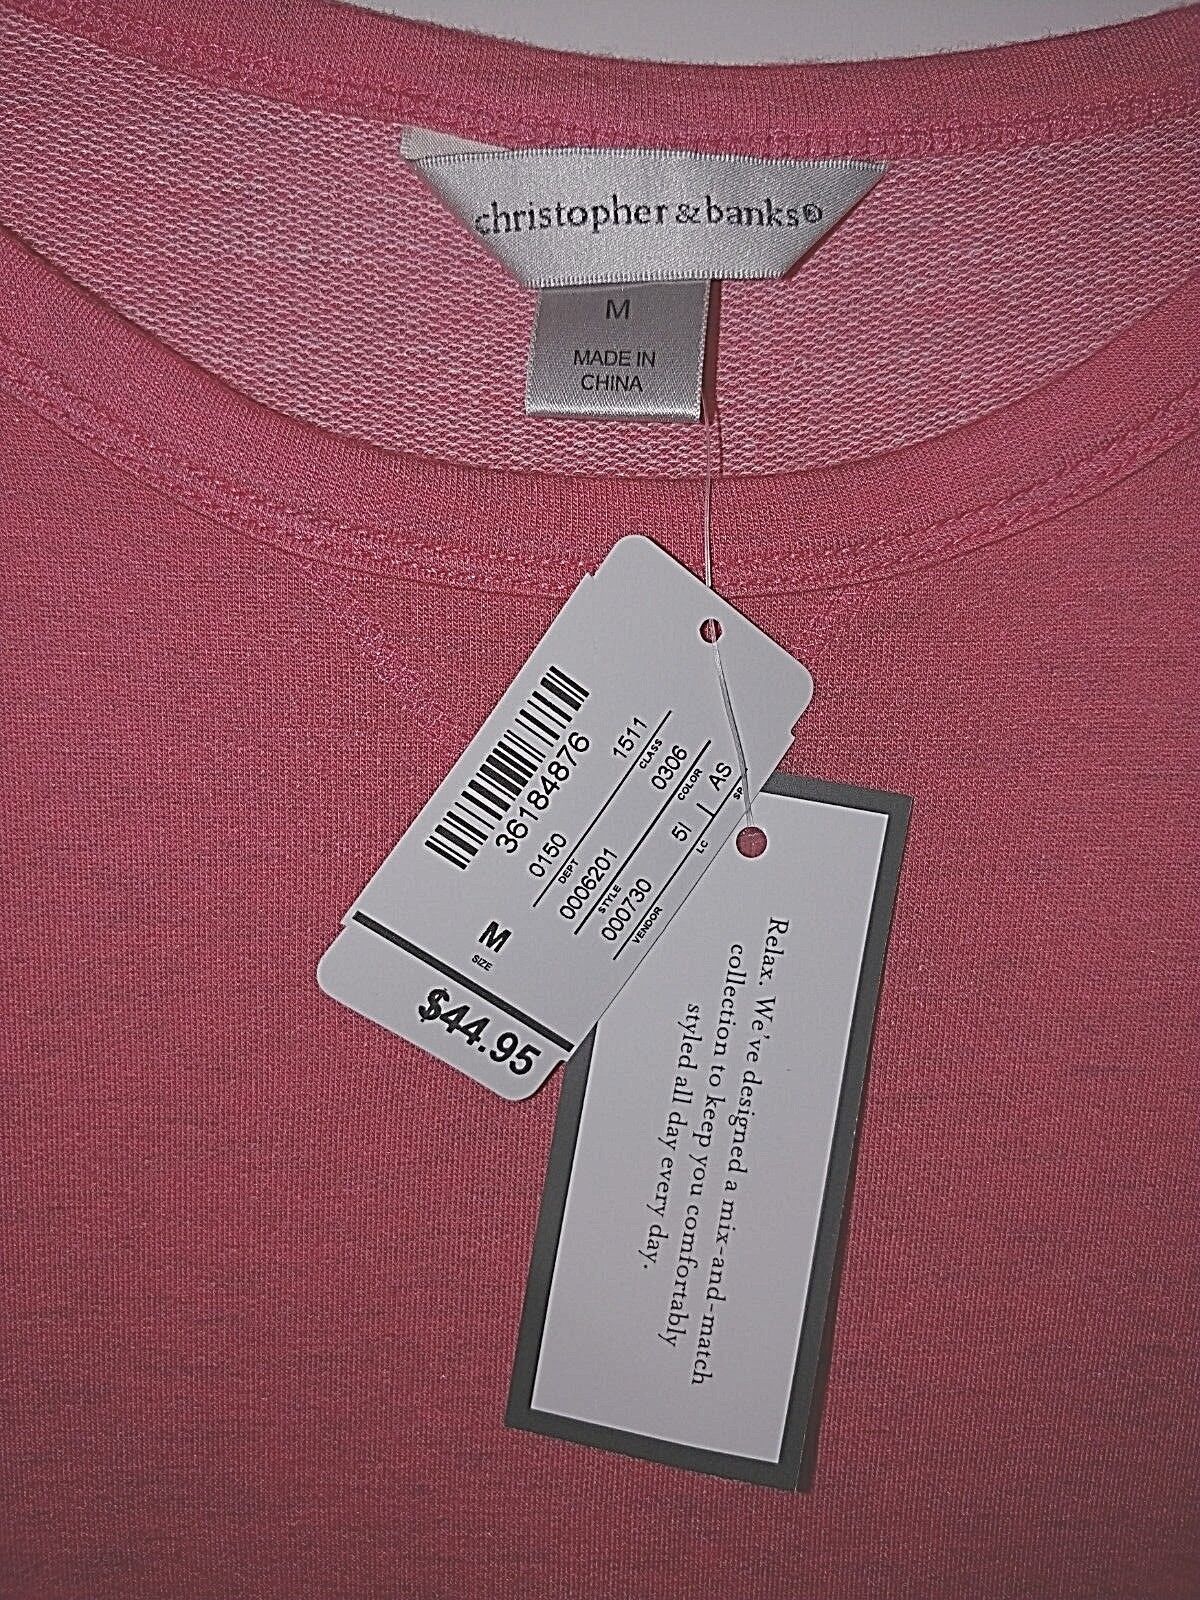 christopher & banks®
M
MADE IN
CHINA
36184876
0150 1511
DEPT CLASS
0006201 0306
STYLE COLOR
000730 5/ AS
VENDOR LC SP
M
SIZE
$44.95
Relax. We've designed a mix-and-match
collection to keep you comfortably
styled all day every day.